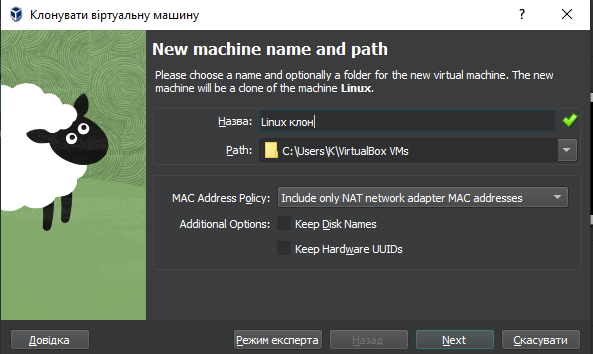 Клонувати віртуальну машину
?
New machine name and path
Please choose a name and optionally a folder for the new virtual machine. The new
machine will be a clone of the machine Linux.
Назва: Linux клон
Path: C:\Users\K\VirtualBox VMs
MAC Address Policy: Include only NAT network adapter MAC addresses
Additional Options: Keep Disk Names
Keep Hardware UUIDs
Довідка Режим експерта Назад Next Скасувати